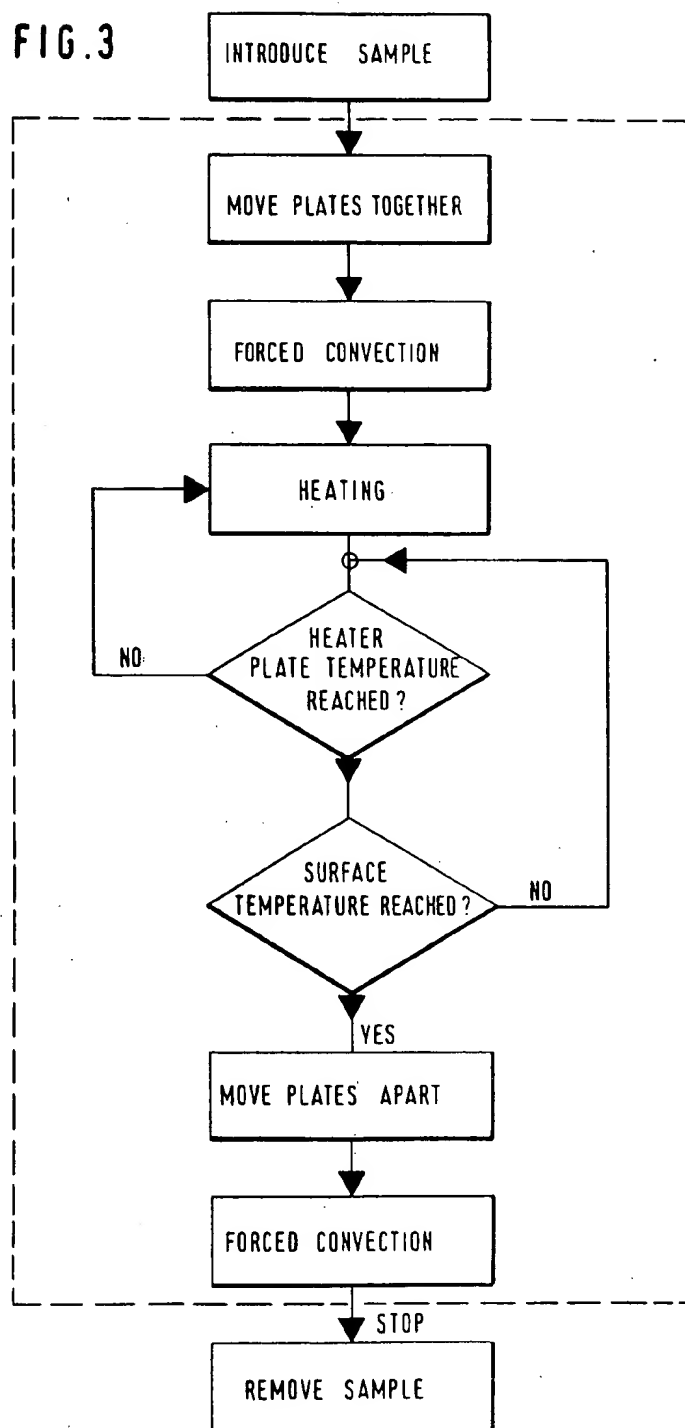 FIG.3
INTRODUCE SAMPLE
MOVE PLATES TOGETHER
FORCED CONVECTION
HEATING
HEATER
PLATE TEMPERATURE
REACHED?
NO
SURFACE
TEMPERATURE REACHED?
NO
YES
MOVE PLATES APART
FORCED CONVECTION
STOP
REMOVE SAMPLE